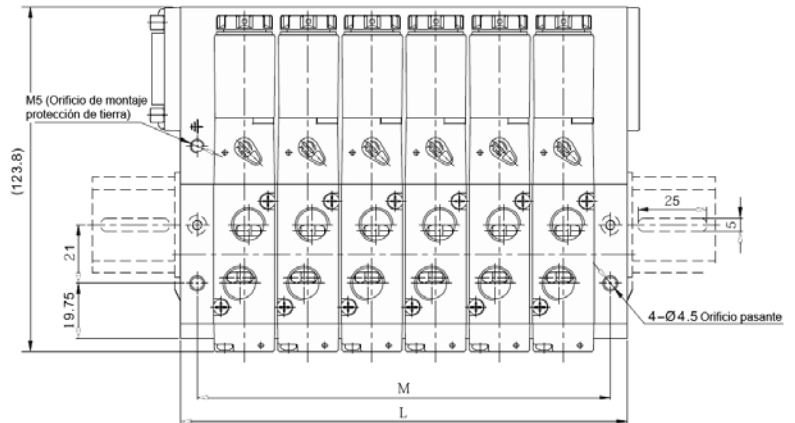 M5 (Orificio de montaje
protección de tierra)
(123.8)
25
5
21
19.75
4-Ø4.5 Orificio pasante
M
L